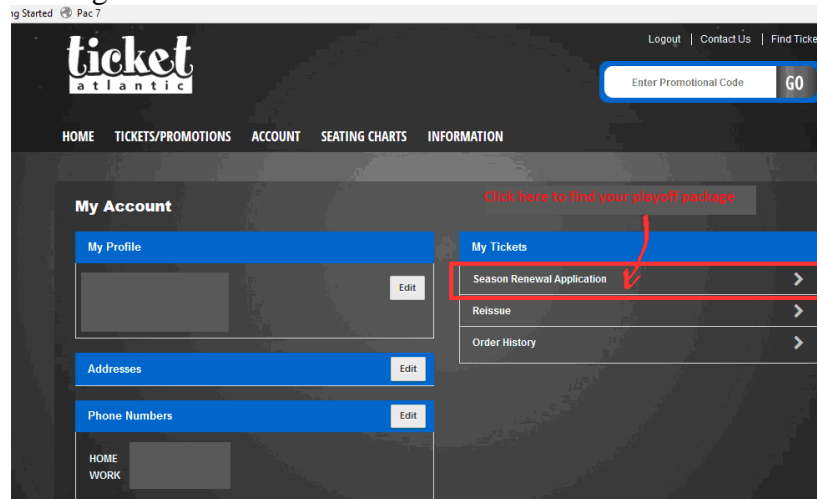 ng Started Pac 7
ticket
atlantic
Logout | Contact Us | Find Ticke
Enter Promotional Code GO
HOME TICKETS/PROMOTIONS ACCOUNT SEATING CHARTS INFORMATION
Click here to find your playoff package
My Account
My Profile
Edit
Addresses Edit
Phone Numbers Edit
HOME
WORK
My Tickets
Season Renewal Application
Reissue
Order History